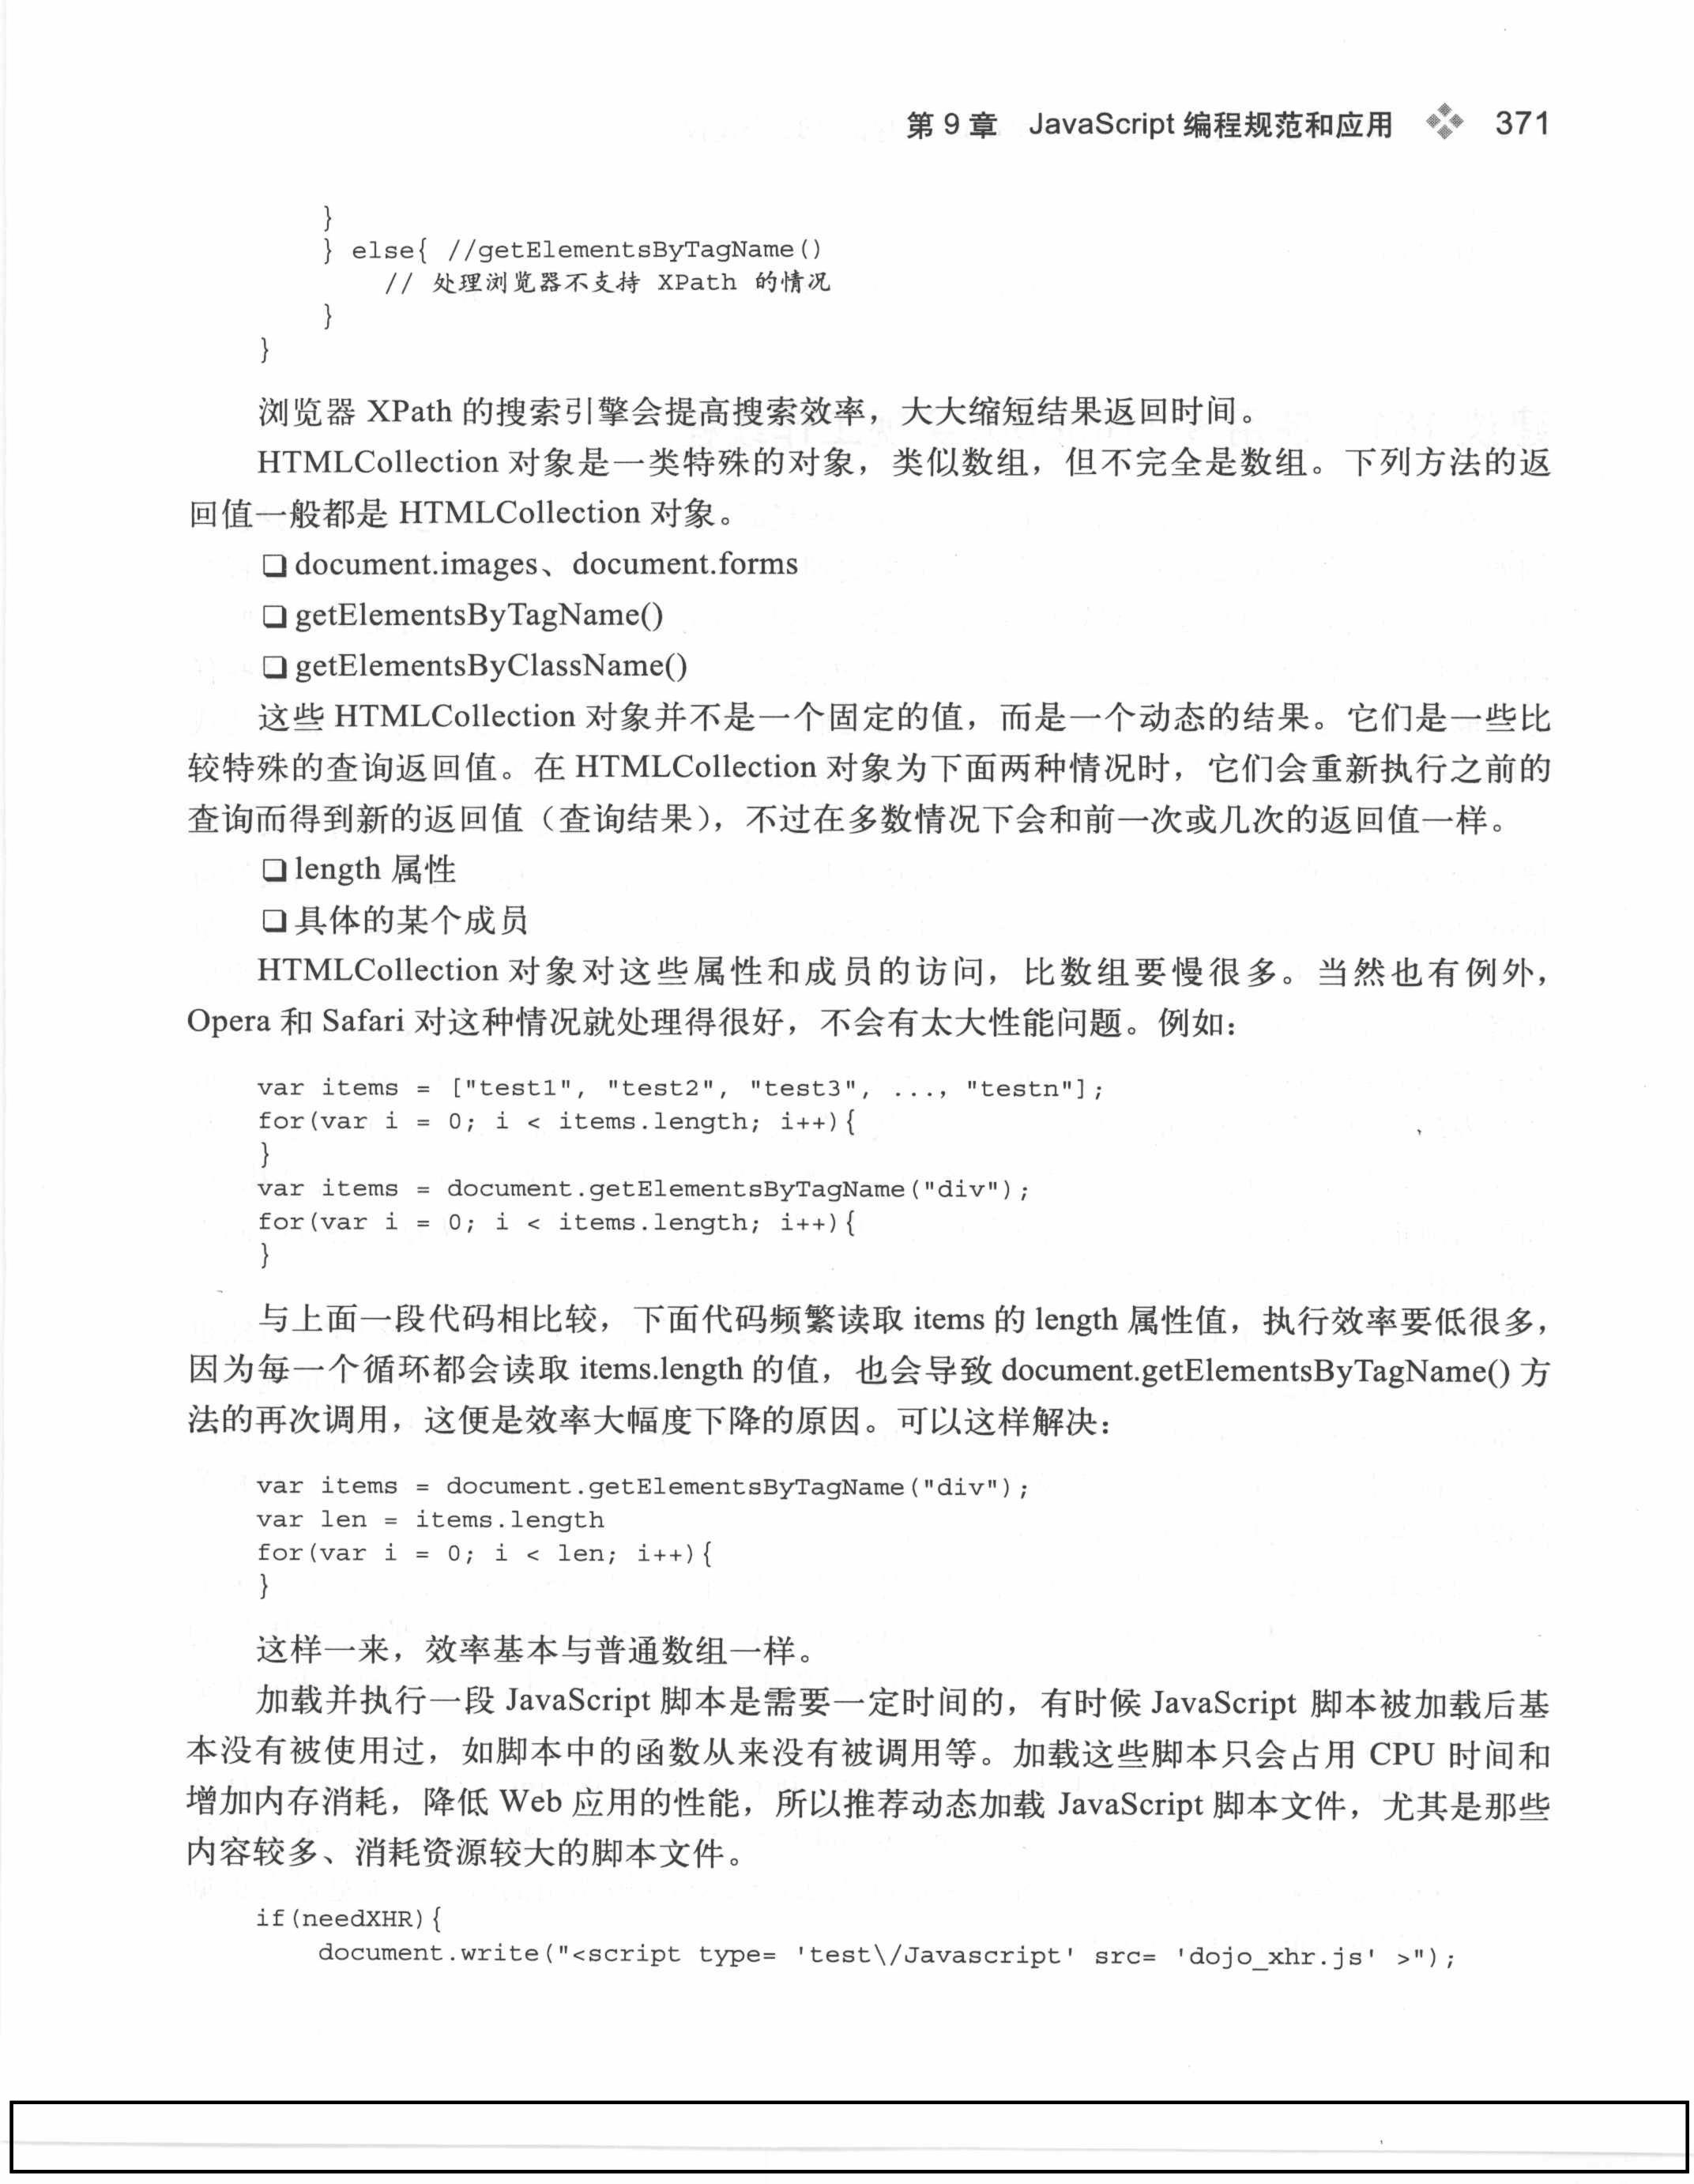 第 9 章 JavaScript 编程规范和应用 371
}
} else{ //getElementsByTagName()
// 处理浏览器不支持 XPath 的情况
}
}
浏览器 XPath 的搜索引擎会提高搜索效率，大大缩短结果返回时间。
HTMLCollection 对象是一类特殊的对象，类似数组，但不完全是数组。下列方法的返
回值一般都是 HTMLCollection 对象。
❑ document.images、document.forms
❑ getElementsByTagName()
❑ getElementsByClassName()
这些 HTMLCollection 对象并不是一个固定的值，而是一个动态的结果。它们是一些比
较特殊的查询返回值。在 HTMLCollection 对象为下面两种情况时，它们会重新执行之前的
查询而得到新的返回值（查询结果），不过在多数情况下会和前一次或几次的返回值一样。
❑ length 属性
❑ 具体的某个成员
HTMLCollection 对象对这些属性和成员的访问，比数组要慢很多。当然也有例外，
Opera 和 Safari 对这种情况就处理得很好，不会有太大性能问题。例如：
var items = ["test1", "test2", "test3", ..., "testn"];
for(var i = 0; i < items.length; i++){
}
var items = document.getElementsByTagName("div");
for(var i = 0; i < items.length; i++){
}
与上面一段代码相比较，下面代码频繁读取 items 的 length 属性值，执行效率要低很多，
因为每一个循环都会读取 items.length 的值，也会导致 document.getElementsByTagName() 方
法的再次调用，这便是效率大幅度下降的原因。可以这样解决：
var items = document.getElementsByTagName("div");
var len = items.length
for(var i = 0; i < len; i++){
}
这样一来，效率基本与普通数组一样。
加载并执行一段 JavaScript 脚本是需要一定时间的，有时候 JavaScript 脚本被加载后基
本没有被使用过，如脚本中的函数从来没有被调用等。加载这些脚本只会占用 CPU 时间和
增加内存消耗，降低 Web 应用的性能，所以推荐动态加载 JavaScript 脚本文件，尤其是那些
内容较多、消耗资源较大的脚本文件。
if(needXHR){
document.write("<script type= 'test\/Javascript' src= 'dojo_xhr.js' >");